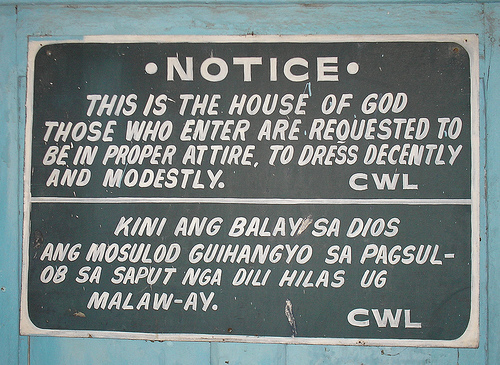 •NOTICE•
THIS IS THE HOUSE OF GOD
THOSE WHO ENTER ARE REQUESTED TO
BE IN PROPER ATTIRE, TO DRESS DECENTLY
AND MODESTLY. CWL
KINI ANG BALAY SA DIOS
ANG MOSULOD GUIHANGYO SA PAGSUL-
OB SA SAPUT NGA DILI HILAS UG
MALAW-AY.
CWL